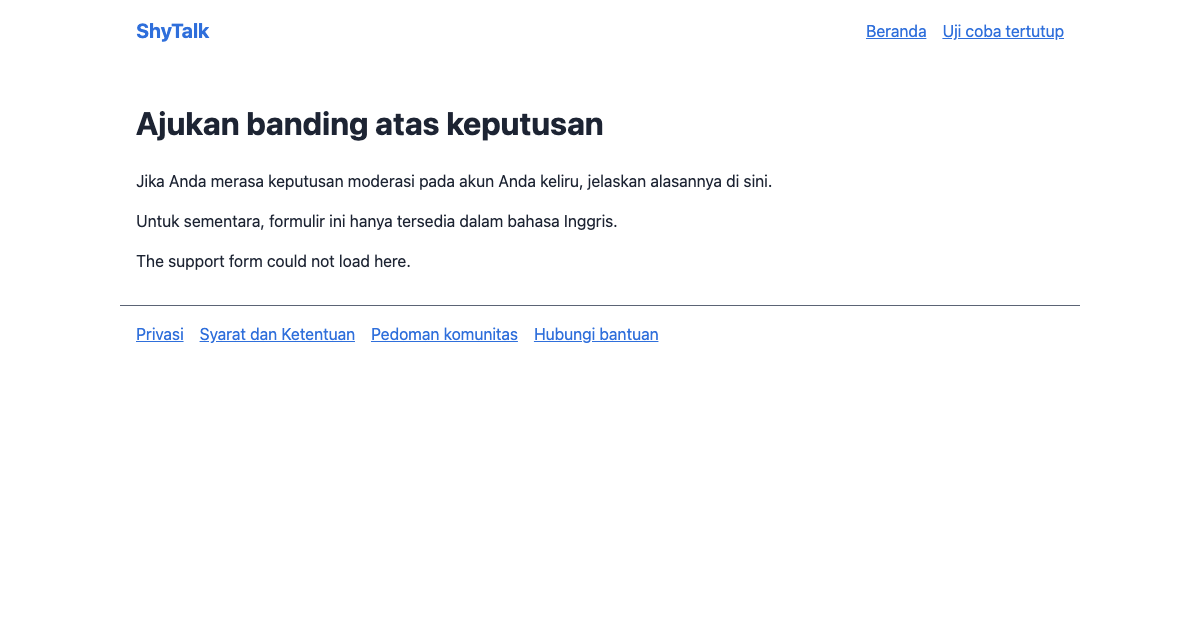 ShyTalk
Beranda Uji coba tertutup
Ajukan banding atas keputusan
Jika Anda merasa keputusan moderasi pada akun Anda keliru, jelaskan alasannya di sini.
Untuk sementara, formulir ini hanya tersedia dalam bahasa Inggris.
The support form could not load here.
Privasi Syarat dan Ketentuan Pedoman komunitas Hubungi bantuan